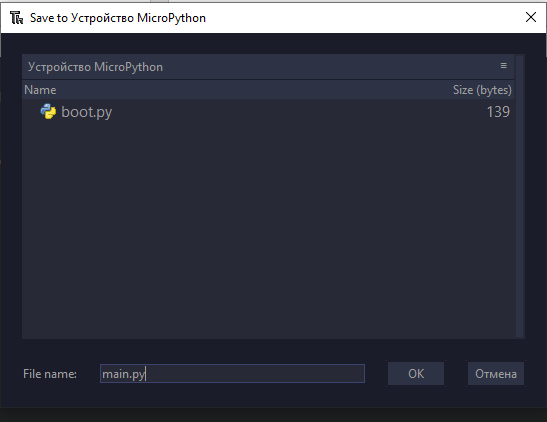 Save to Устройство MicroPython
Устройство MicroPython
Name Size (bytes)
boot.py 139
File name: main.py OK Отмена